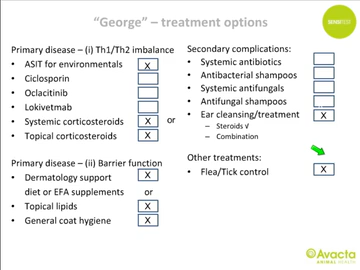 "George" – treatment options
SENSITEST
Primary disease – (i) Th1/Th2 imbalance
• ASIT for environmentals X
• Ciclosporin
• Oclacitinib
• Lokivetmab
• Systemic corticosteroids X or
• Topical corticosteroids X
Primary disease – (ii) Barrier function
• Dermatology support X
diet or EFA supplements or
• Topical lipids X
• General coat hygiene X
Secondary complications:
• Systemic antibiotics
• Antibacterial shampoos
• Systemic antifungals
• Antifungal shampoos
• Ear cleansing/treatment X
– Steroids √
– Combination
Other treatments:
• Flea/Tick control X
Avacta
ANIMAL HEALTH